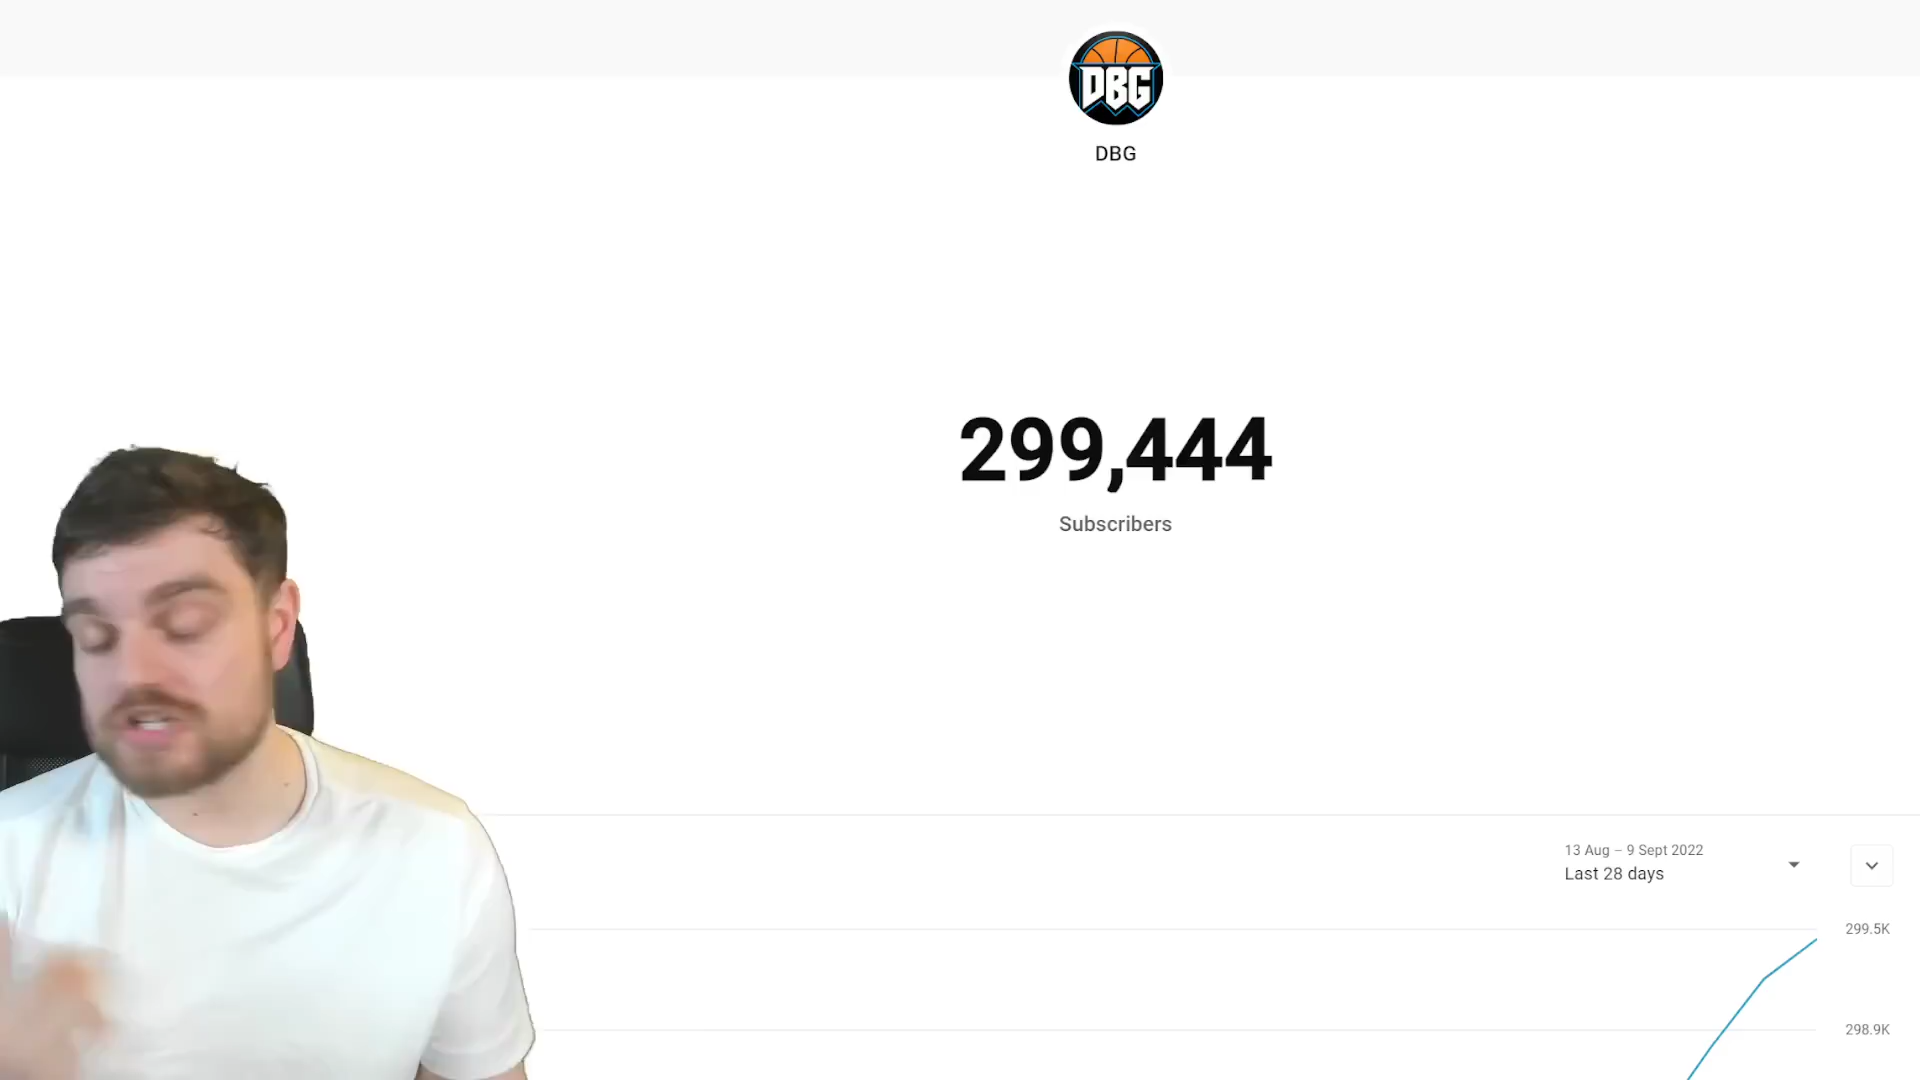 DBG
DBG
299,444
Subscribers
13 Aug – 9 Sept 2022
Last 28 days
299.5K
298.9K